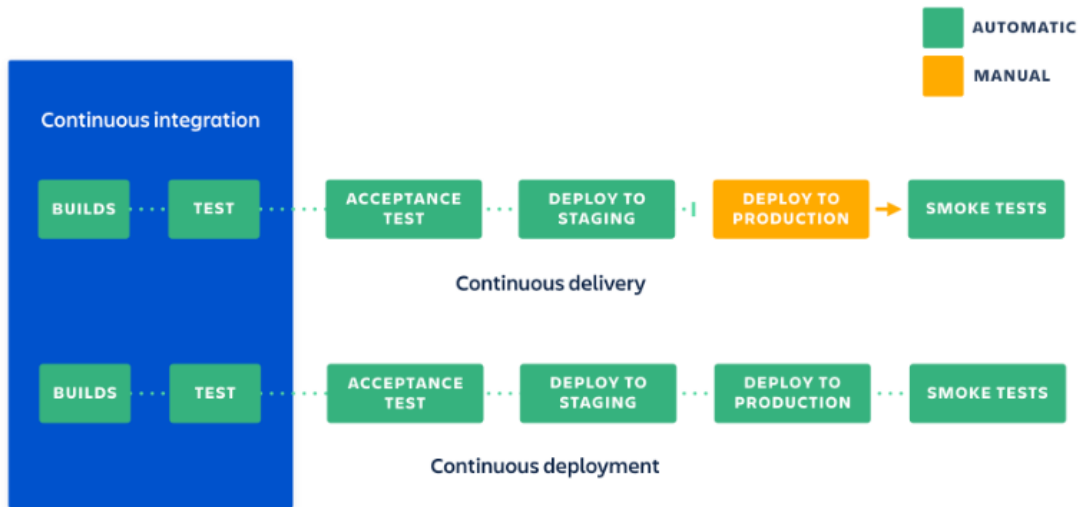 AUTOMATIC
MANUAL
Continuous integration
BUILDS
TEST
ACCEPTANCE
TEST
DEPLOY TO
STAGING
DEPLOY TO
PRODUCTION
SMOKE TESTS
Continuous delivery
BUILDS
TEST
ACCEPTANCE
TEST
DEPLOY TO
STAGING
DEPLOY TO
PRODUCTION
SMOKE TESTS
Continuous deployment